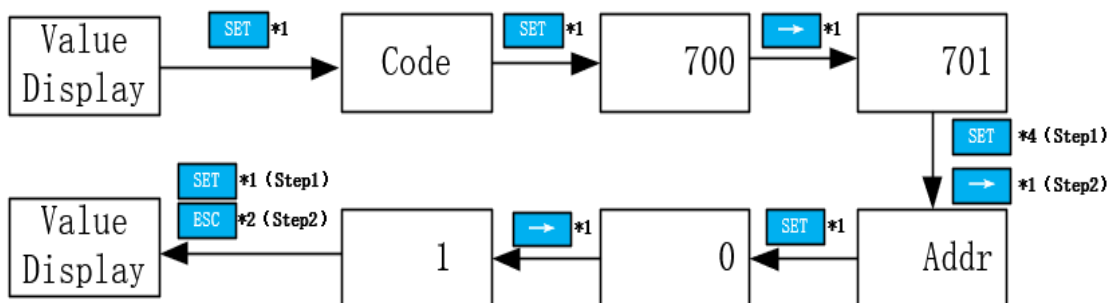 Value
Display
SET *1
Code
SET *1
700
→ *1
701
SET *4 (Step1)
→ *1 (Step2)
Addr
SET *1
0
→ *1
1
SET *1 (Step1)
ESC *2 (Step2)
Value
Display